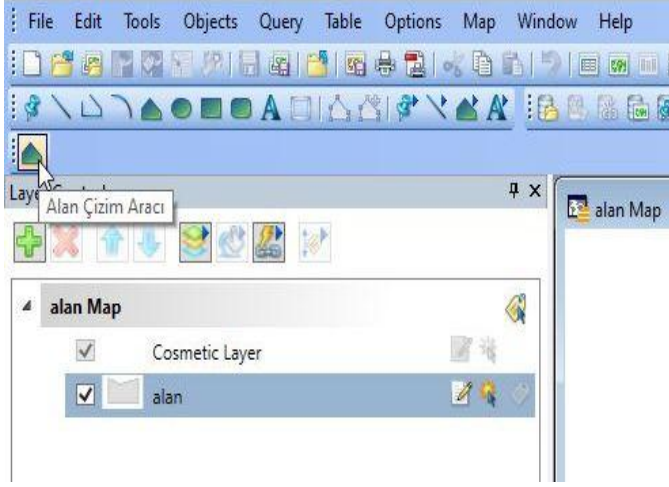 File Edit Tools Objects Query Table Options Map Window Help
Alan Çizim Aracı
alan Map
alan Map
Cosmetic Layer
alan